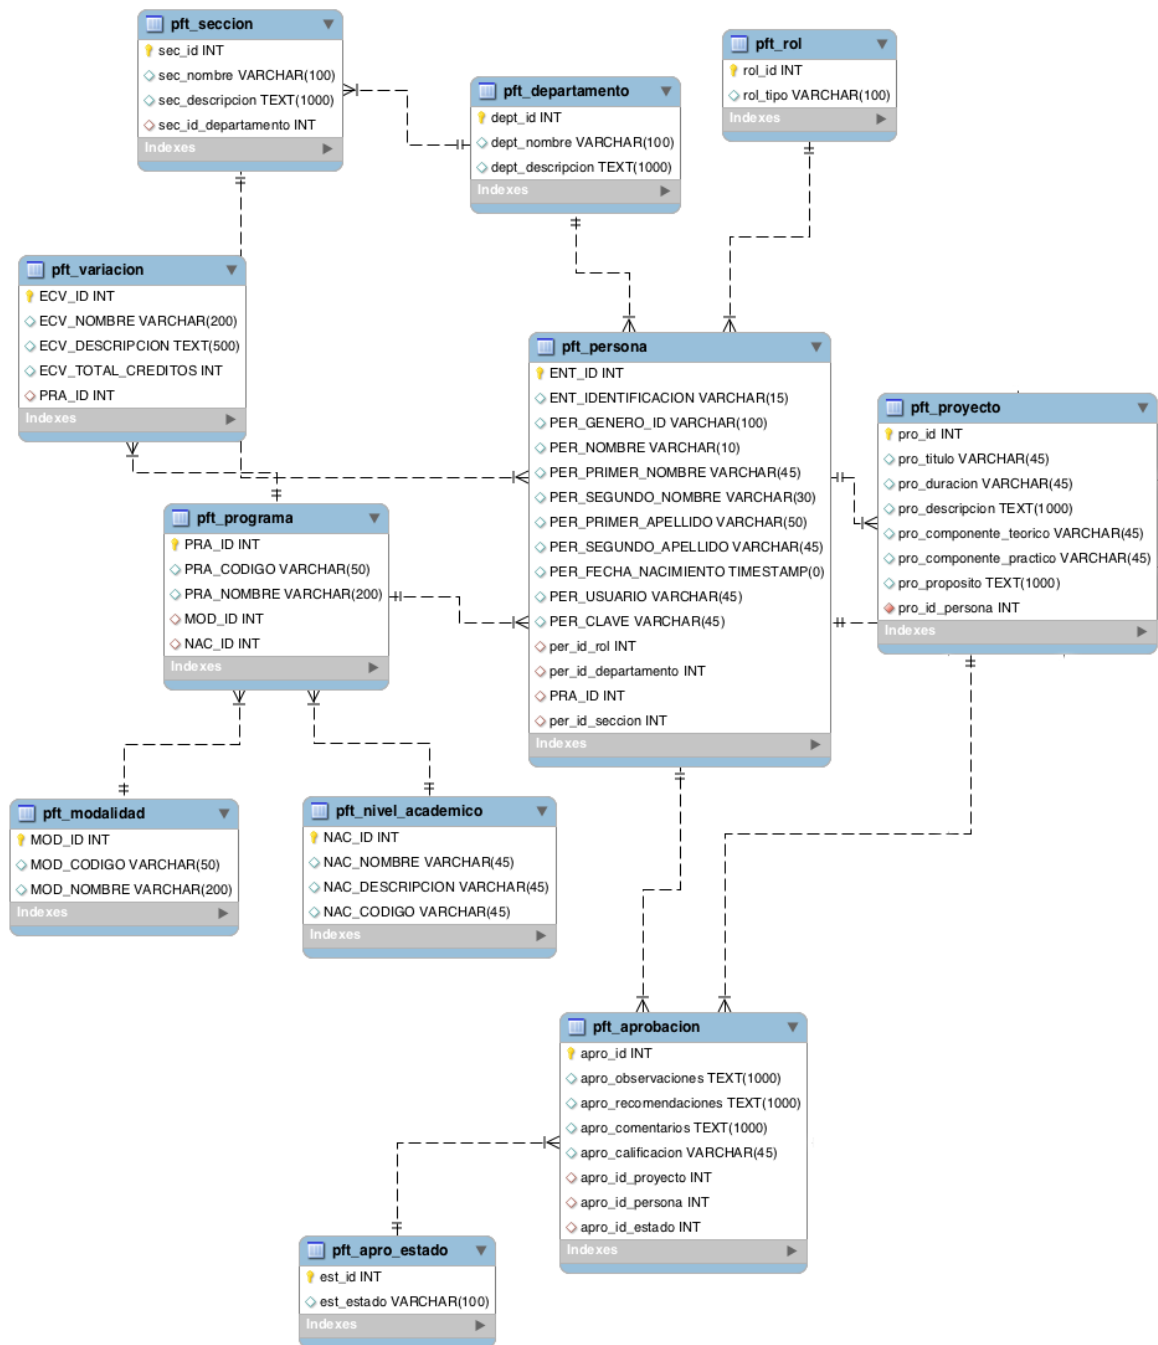 pft_seccion
sec_id INT
sec_nombre VARCHAR(100)
sec_descripcion TEXT(1000)
sec_id_departamento INT
Indexes
pft_departamento
dept_id INT
dept_nombre VARCHAR(100)
dept_descripcion TEXT(1000)
Indexes
pft_rol
rol_id INT
rol_tipo VARCHAR(100)
Indexes
pft_variacion
ECV_ID INT
ECV_NOMBRE VARCHAR(200)
ECV_DESCRIPCION TEXT(500)
ECV_TOTAL_CREDITOS INT
PRA_ID INT
Indexes
pft_persona
ENT_ID INT
ENT_IDENTIFICACION VARCHAR(15)
PER_GENERO_ID VARCHAR(100)
PER_NOMBRE VARCHAR(10)
PER_PRIMER_NOMBRE VARCHAR(45)
PER_SEGUNDO_NOMBRE VARCHAR(30)
PER_PRIMER_APELLIDO VARCHAR(50)
PER_SEGUNDO_APELLIDO VARCHAR(45)
PER_FECHA_NACIMIENTO TIMESTAMP(0)
PER_USUARIO VARCHAR(45)
PER_CLAVE VARCHAR(45)
per_id_rol INT
per_id_departamento INT
PRA_ID INT
per_id_seccion INT
Indexes
pft_proyecto
pro_id INT
pro_titulo VARCHAR(45)
pro_duracion VARCHAR(45)
pro_descripcion TEXT(1000)
pro_componente_teorico VARCHAR(45)
pro_componente_practico VARCHAR(45)
pro_proposito TEXT(1000)
pro_id_persona INT
Indexes
pft_programa
PRA_ID INT
PRA_CODIGO VARCHAR(50)
PRA_NOMBRE VARCHAR(200)
MOD_ID INT
NAC_ID INT
Indexes
pft_modalidad
MOD_ID INT
MOD_CODIGO VARCHAR(50)
MOD_NOMBRE VARCHAR(200)
Indexes
pft_nivel_academico
NAC_ID INT
NAC_NOMBRE VARCHAR(45)
NAC_DESCRIPCION VARCHAR(45)
NAC_CODIGO VARCHAR(45)
Indexes
pft_aprobacion
apro_id INT
apro_observaciones TEXT(1000)
apro_recomendaciones TEXT(1000)
apro_comentarios TEXT(1000)
apro_calificacion VARCHAR(45)
apro_id_proyecto INT
apro_id_persona INT
apro_id_estado INT
Indexes
pft_apro_estado
est_id INT
est_estado VARCHAR(100)
Indexes